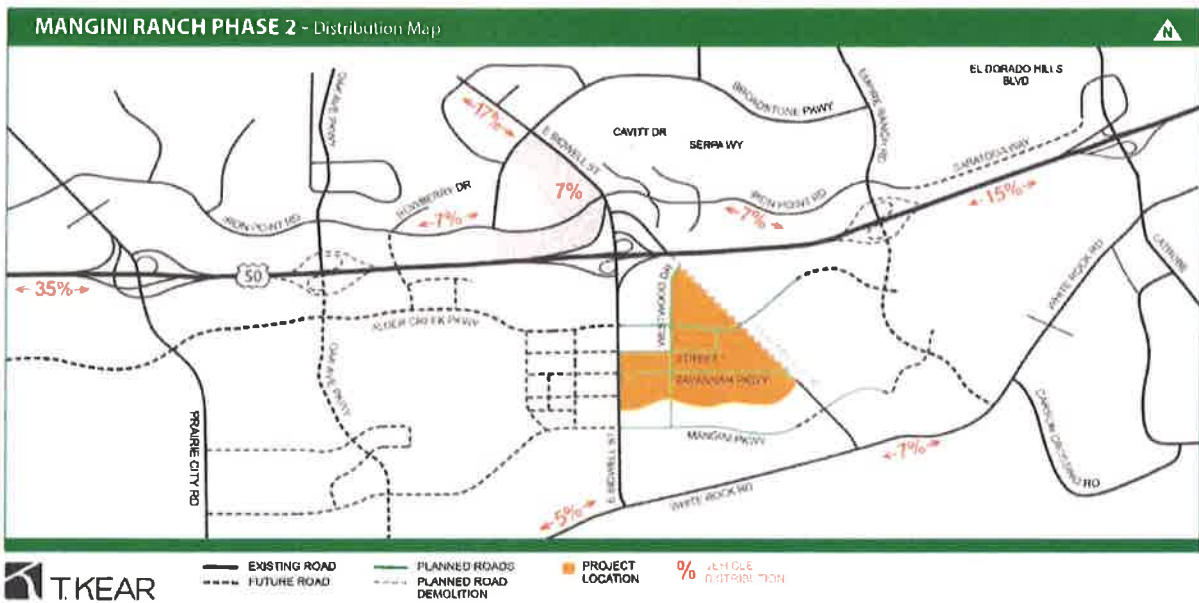 MANGINI RANCH PHASE 2 - Distribution Map
N
EL DORADO HILLS
BLVD
OAK AVE PKWY
17%
E BIDWELL ST
BROADSTONE PKWY
EMPIRE RANCH RD
CAVITT DR
SERPA WY
SARATOGA WAY
7%
IRON POINT RD
DR
7%
7%
IRON POINT RD
15%
WHITE ROCK RD
LATROBE
50
35%
ALDER CREEK PKWY
WESTWOOD DR
STREET
SAVANNAH PKWY
OAK AVE PKWY
PRAIRIE CITY RD
MANGINI PKWY
CARSON CROSSING RD
7%
E BIDWELL ST
WHITE ROCK RD
5%
T.KEAR
EXISTING ROAD
FUTURE ROAD
PLANNED ROADS
PLANNED ROAD
DEMOLITION
PROJECT
LOCATION
% VEHICLE
DISTRIBUTION